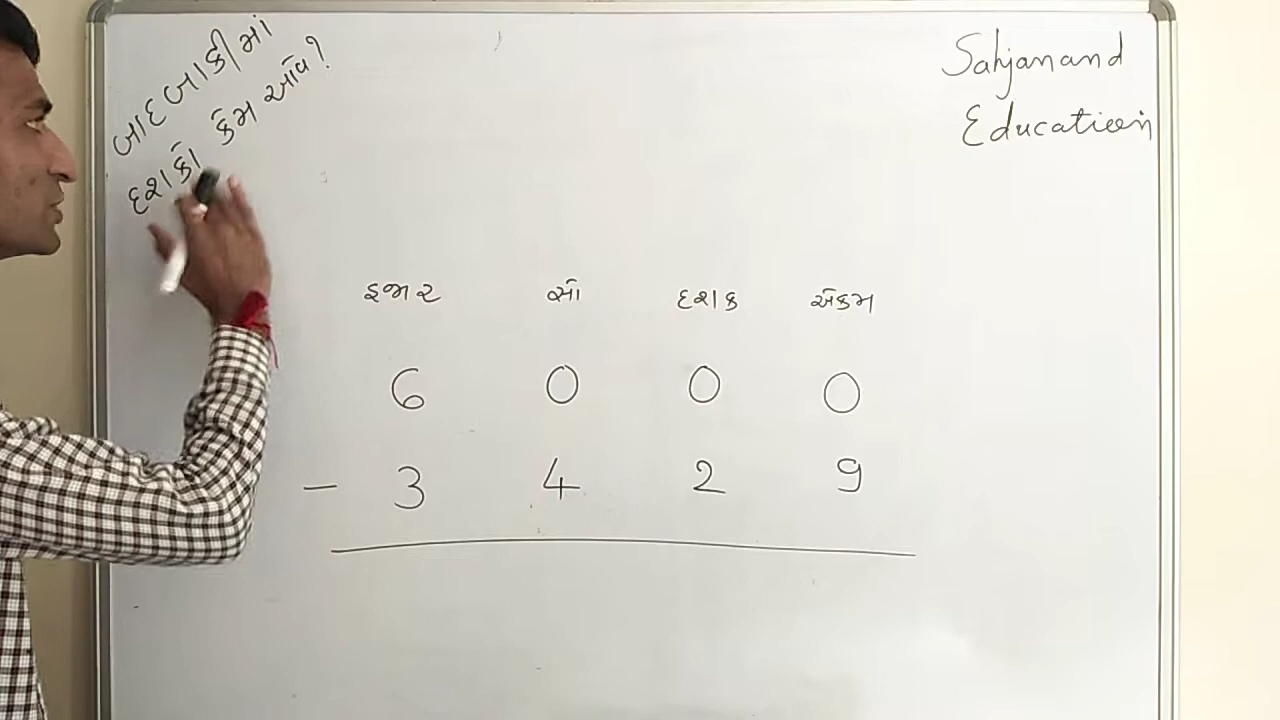 બાદબાકીમાં
દશકો કેમ આવે?
Sahjanand
Education
હજાર સો દશક એકમ
6 0 0 0
- 3 4 2 9